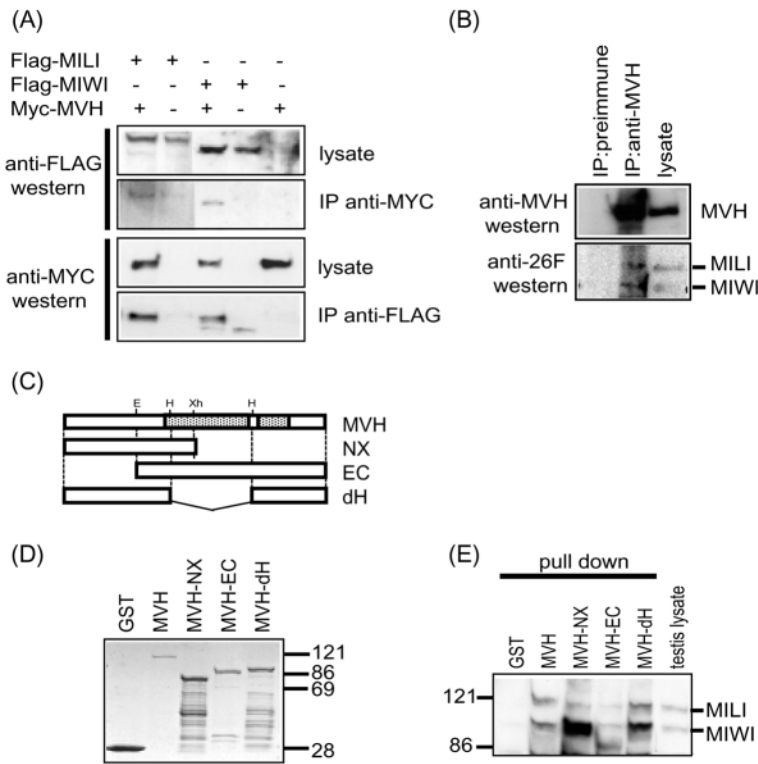 (A)
Flag-MILI + + - - -
Flag-MIWI - - + + -
Myc-MVH + - + - +
anti-FLAG
western
lysate
IP anti-MYC
anti-MYC
western
lysate
IP anti-FLAG
(B)
IP:preimmune
IP:anti-MVH
lysate
anti-MVH
western
MVH
anti-26F
western
MILI
MIWI
(C)
E H Xh H
MVH
NX
EC
dH
(D)
GST
MVH
MVH-NX
MVH-EC
MVH-dH
121
86
69
28
(E)
pull down
GST
MVH
MVH-NX
MVH-EC
MVH-dH
testis lysate
121
86
MILI
MIWI